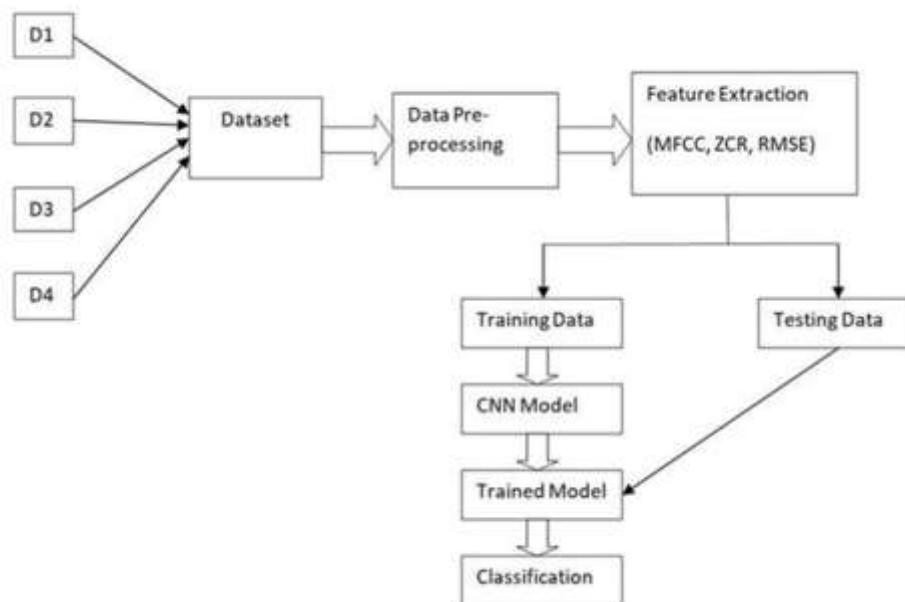 D1
D2
D3
D4
Dataset
Data Pre-
processing
Feature Extraction
(MFCC, ZCR, RMSE)
Training Data
Testing Data
CNN Model
Trained Model
Classification